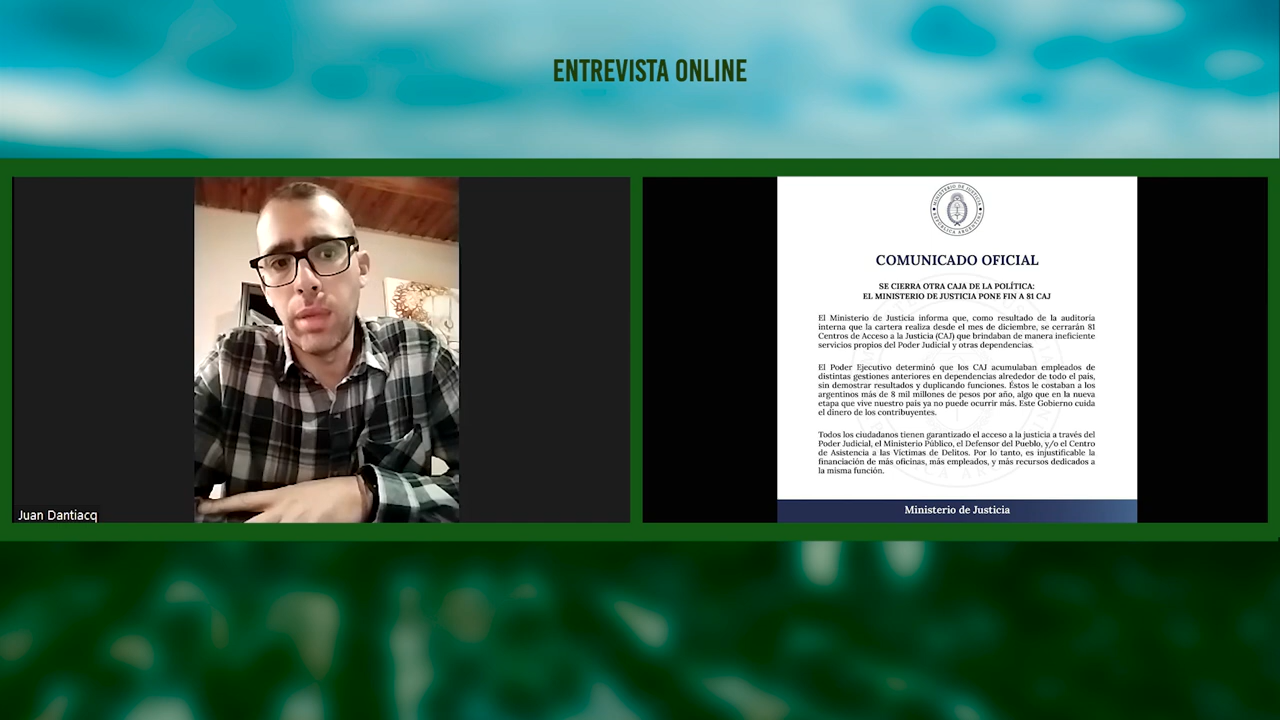 ENTREVISTA ONLINE
Juan Dantiacq
MINISTERIO DE JUSTICIA
REPÚBLICA ARGENTINA
COMUNICADO OFICIAL
SE CIERRA OTRA CAJA DE LA POLÍTICA:
EL MINISTERIO DE JUSTICIA PONE FIN A 81 CAJ
El Ministerio de Justicia informa que, como resultado de la auditoría
interna que la cartera realiza desde el mes de diciembre, se cerrarán 81
Centros de Acceso a la Justicia (CAJ) que brindaban de manera ineficiente
servicios propios del Poder Judicial y otras dependencias.
El Poder Ejecutivo determinó que los CAJ acumulaban empleados de
distintas gestiones anteriores en dependencias alrededor de todo el país,
sin demostrar resultados y duplicando funciones. Éstos le costaban a los
argentinos más de 8 mil millones de pesos por año, algo que en la nueva
etapa que vive nuestro país ya no puede ocurrir más. Este Gobierno cuida
el dinero de los contribuyentes.
Todos los ciudadanos tienen garantizado el acceso a la justicia a través del
Poder Judicial, el Ministerio Público, el Defensor del Pueblo, y/o el Centro
de Asistencia a las Víctimas de Delitos. Por lo tanto, es injustificable la
financiación de más oficinas, más empleados, y más recursos dedicados a
la misma función.
Ministerio de Justicia